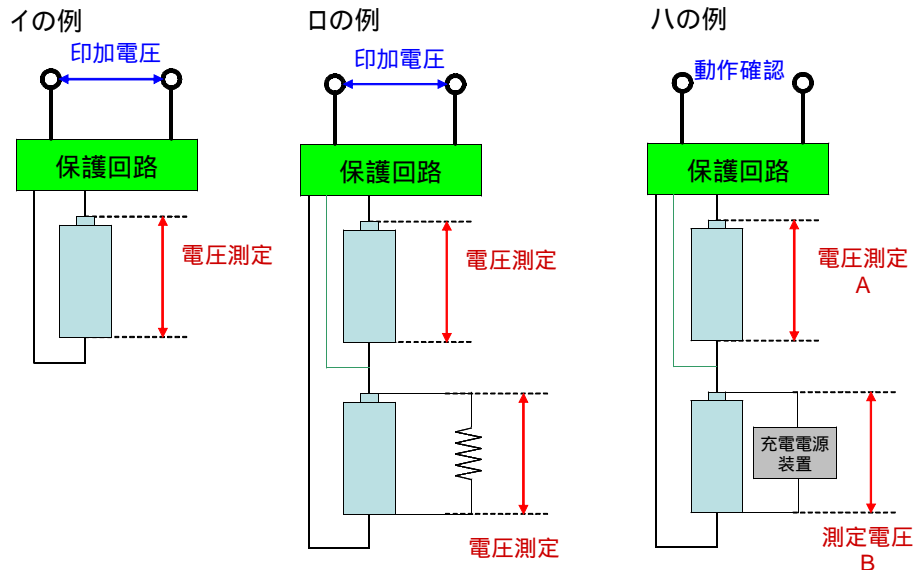 イの例
印加電圧
保護回路
電圧測定
ロの例
印加電圧
保護回路
電圧測定
電圧測定
ハの例
動作確認
保護回路
電圧測定
A
充電電源
装置
測定電圧
B